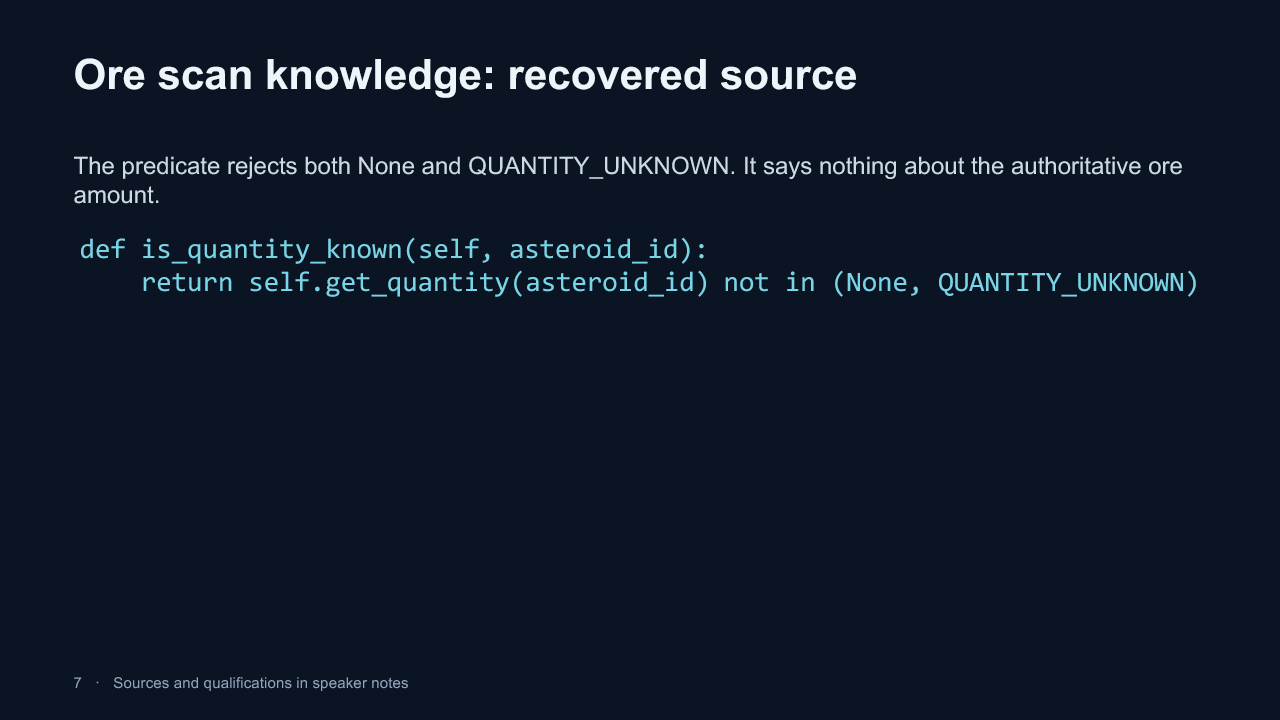 Ore scan knowledge: recovered source
The predicate rejects both None and QUANTITY_UNKNOWN. It says nothing about the authoritative ore
amount.
def is_quantity_known(self, asteroid_id):
    return self.get_quantity(asteroid_id) not in (None, QUANTITY_UNKNOWN)
7 · Sources and qualifications in speaker notes